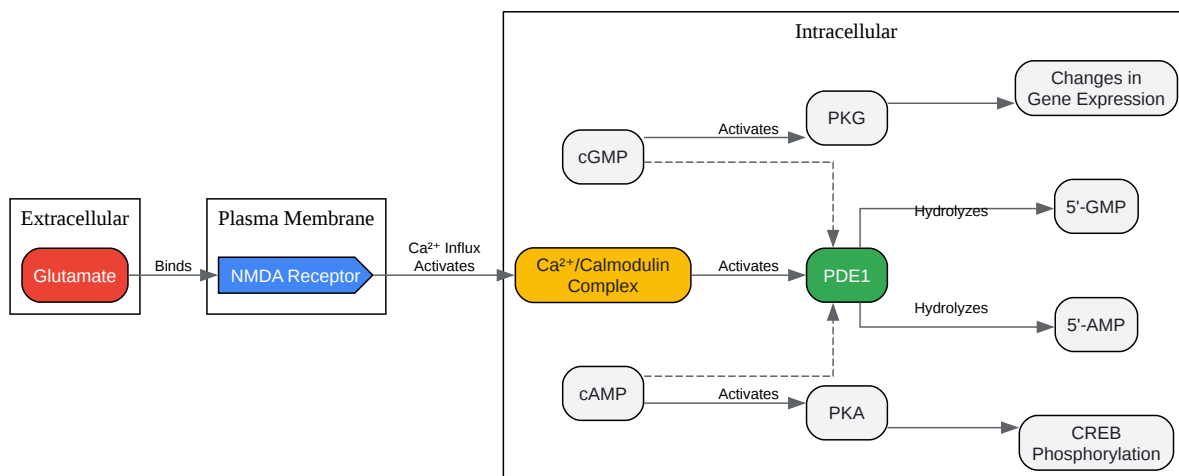 Intracellular
Changes in
Gene Expression
PKG
Activates
cGMP
Extracellular
Plasma Membrane
5'-GMP
Hydrolyzes
Glutamate
Binds
NMDA Receptor
Ca²⁺ Influx
Activates
Ca²⁺/Calmodulin
Complex
Activates
PDE1
Hydrolyzes
5'-AMP
cAMP
Activates
PKA
CREB
Phosphorylation